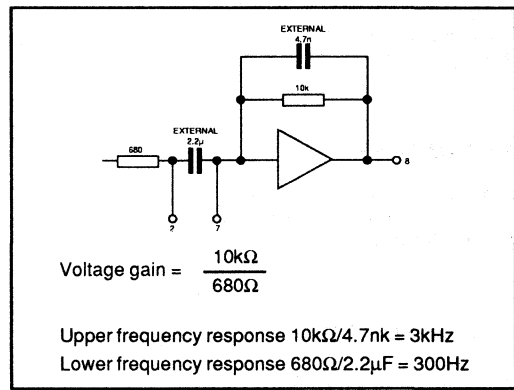 EXTERNAL
4.7n
10k
EXTERNAL
2.2µ
680
8
2
7
Voltage gain = 10kΩ
680Ω
Upper frequency response 10kΩ/4.7nk = 3kHz
Lower frequency response 680Ω/2.2µF = 300Hz